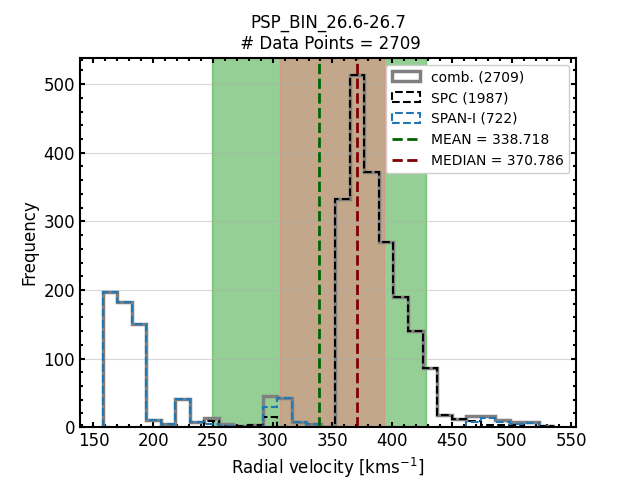 PSP_BIN_26.6-26.7
# Data Points = 2709
comb. (2709)
SPC (1987)
SPAN-I (722)
MEAN = 338.718
MEDIAN = 370.786
Frequency
500
400
300
200
100
0
150 200 250 300 350 400 450 500 550
Radial velocity [kms⁻¹]